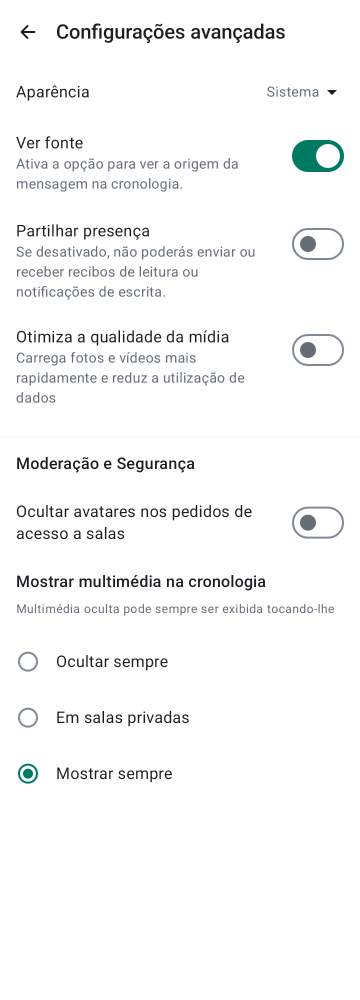 Configurações avançadas
Aparência
Sistema
Ver fonte
Ativa a opção para ver a origem da
mensagem na cronologia.
Partilhar presença
Se desativado, não poderás enviar ou
receber recibos de leitura ou
notificações de escrita.
Otimiza a qualidade da mídia
Carrega fotos e vídeos mais
rapidamente e reduz a utilização de
dados
Moderação e Segurança
Ocultar avatares nos pedidos de
acesso a salas
Mostrar multimédia na cronologia
Multimédia oculta pode sempre ser exibida tocando-lhe
Ocultar sempre
Em salas privadas
Mostrar sempre